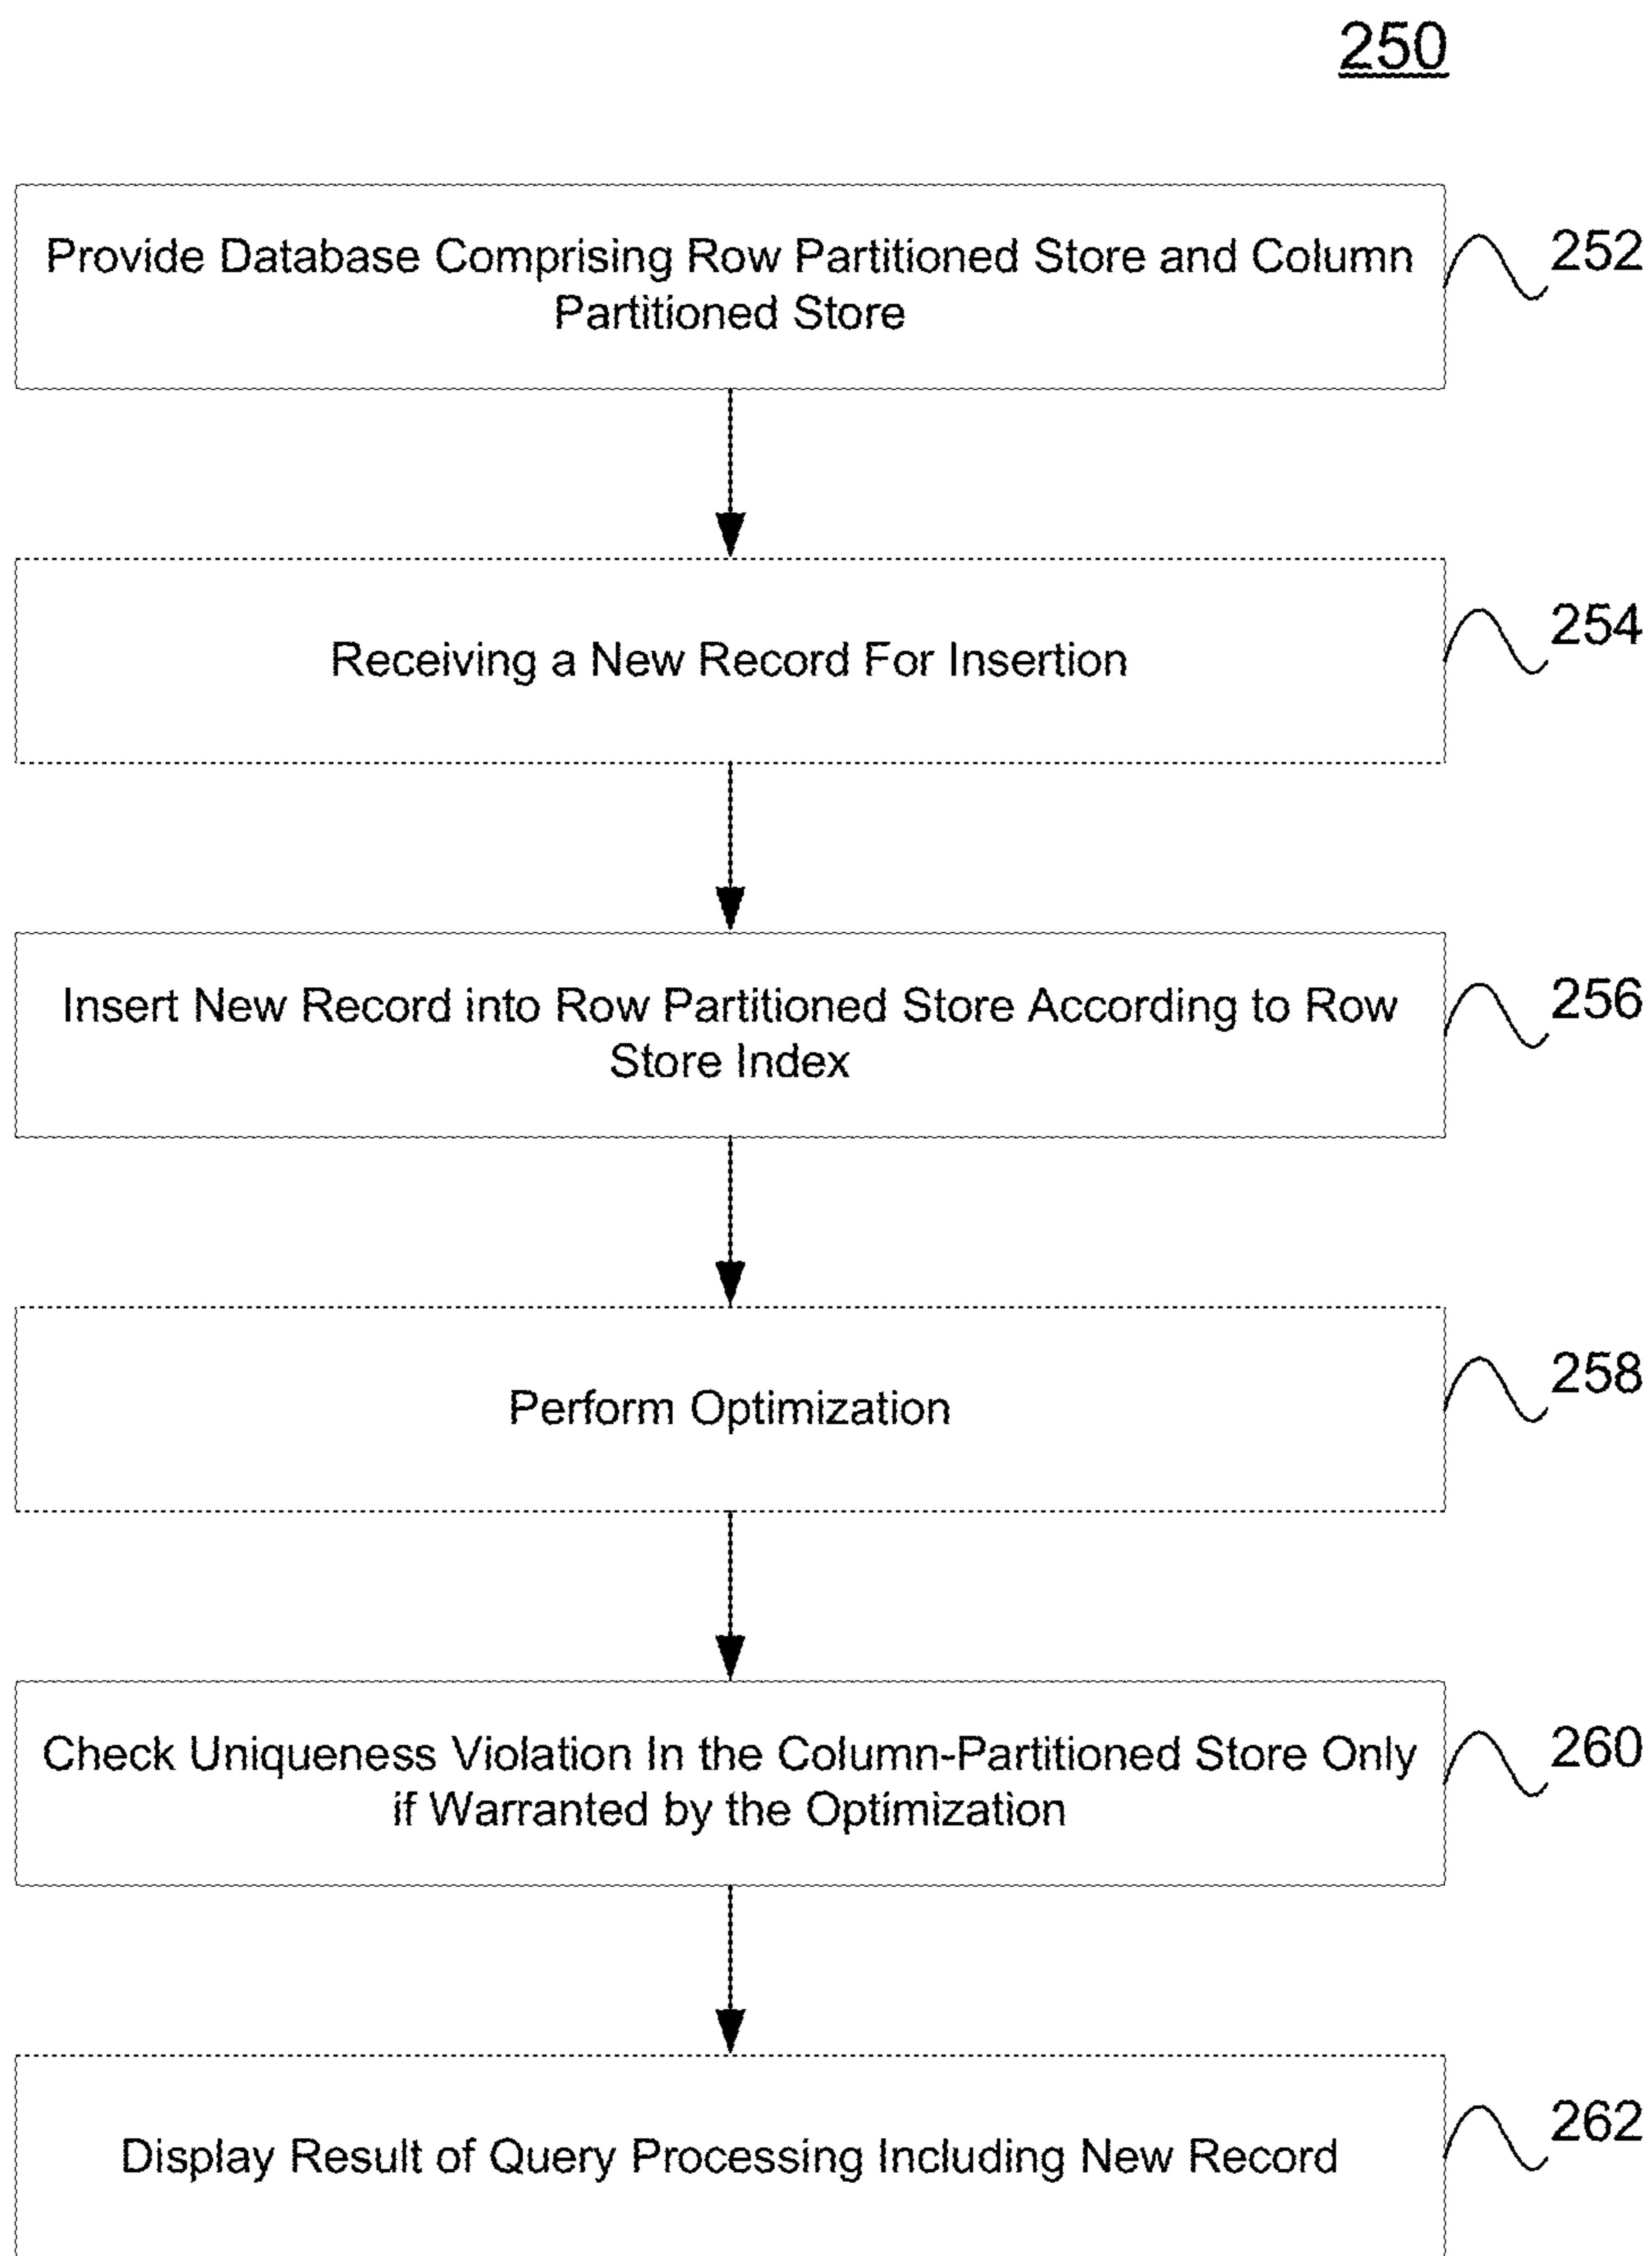 250
Provide Database Comprising Row Partitioned Store and Column
Partitioned Store
252
Receiving a New Record For Insertion
254
Insert New Record into Row Partitioned Store According to Row
Store Index
256
Perform Optimization
258
Check Uniqueness Violation In the Column-Partitioned Store Only
if Warranted by the Optimization
260
Display Result of Query Processing Including New Record
262